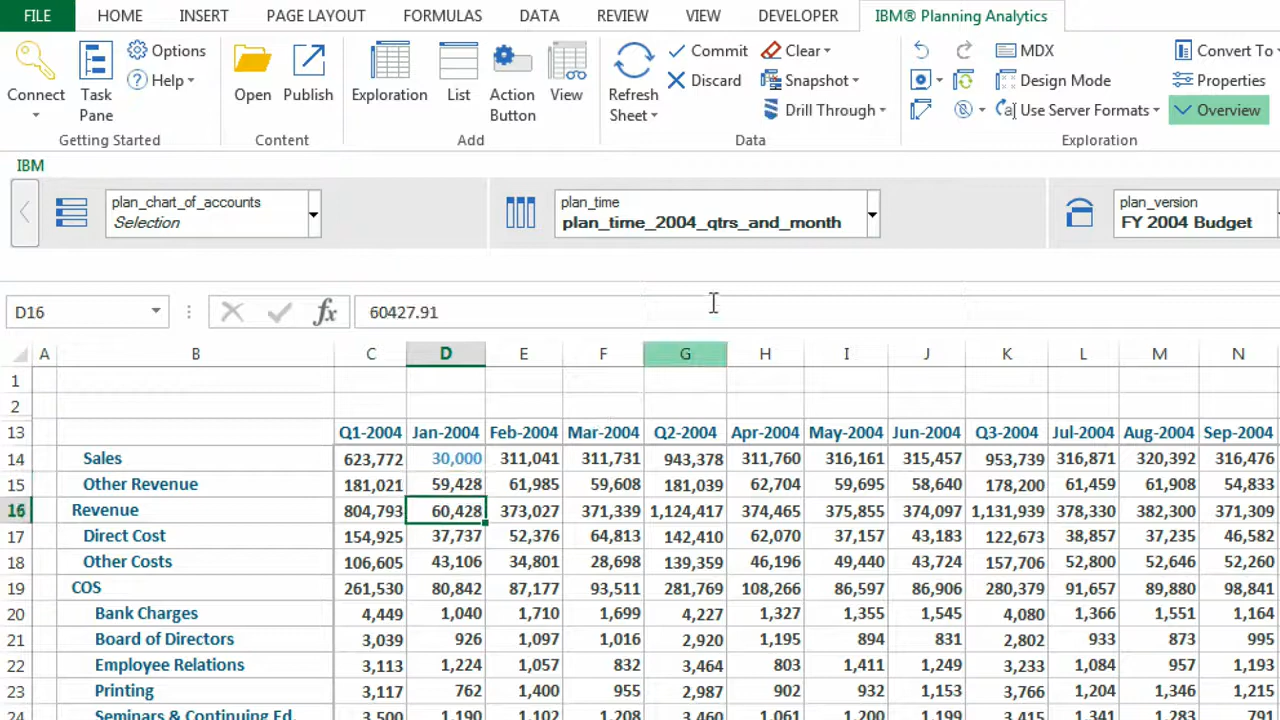 FILE HOME INSERT PAGE LAYOUT FORMULAS DATA REVIEW VIEW DEVELOPER IBM® Planning Analytics
Connect Task Pane Options Help
Getting Started
Open Publish
Content
Exploration List Action Button View
Add
Refresh Sheet Commit Discard Clear Snapshot Drill Through
Data
MDX Design Mode Use Server Formats Convert To Properties Overview
Exploration
IBM
plan_chart_of_accounts plan_time plan_version
Selection plan_time_2004_qtrs_and_month FY 2004 Budget
D16 fx 60427.91
A B C D E F G H I J K L M N
1
2
13 Q1-2004 Jan-2004 Feb-2004 Mar-2004 Q2-2004 Apr-2004 May-2004 Jun-2004 Q3-2004 Jul-2004 Aug-2004 Sep-2004
14 Sales 623,772 30,000 311,041 311,731 943,378 311,760 316,161 315,457 953,739 316,871 320,392 316,476
15 Other Revenue 181,021 59,428 61,985 59,608 181,039 62,704 59,695 58,640 178,200 61,459 61,908 54,833
16 Revenue 804,793 60,428 373,027 371,339 1,124,417 374,465 375,855 374,097 1,131,939 378,330 382,300 371,309
17 Direct Cost 154,925 37,737 52,376 64,813 142,410 62,070 37,157 43,183 122,673 38,857 37,235 46,582
18 Other Costs 106,605 43,106 34,801 28,698 139,359 46,196 49,440 43,724 157,706 52,800 52,646 52,260
19 COS 261,530 80,842 87,177 93,511 281,769 108,266 86,597 86,906 280,379 91,657 89,880 98,841
20 Bank Charges 4,449 1,040 1,710 1,699 4,227 1,327 1,355 1,545 4,080 1,366 1,551 1,164
21 Board of Directors 3,039 926 1,097 1,016 2,920 1,195 894 831 2,802 933 873 995
22 Employee Relations 3,113 1,224 1,057 832 3,464 803 1,411 1,249 3,233 1,084 957 1,193
23 Printing 3,117 762 1,400 955 2,987 902 932 1,153 3,766 1,204 1,346 1,215
24 Seminars & Continuing Ed. 3,500 1,190 1,102 1,208 3,460 1,061 1,200 1,199 3,415 1,341 1,283 791